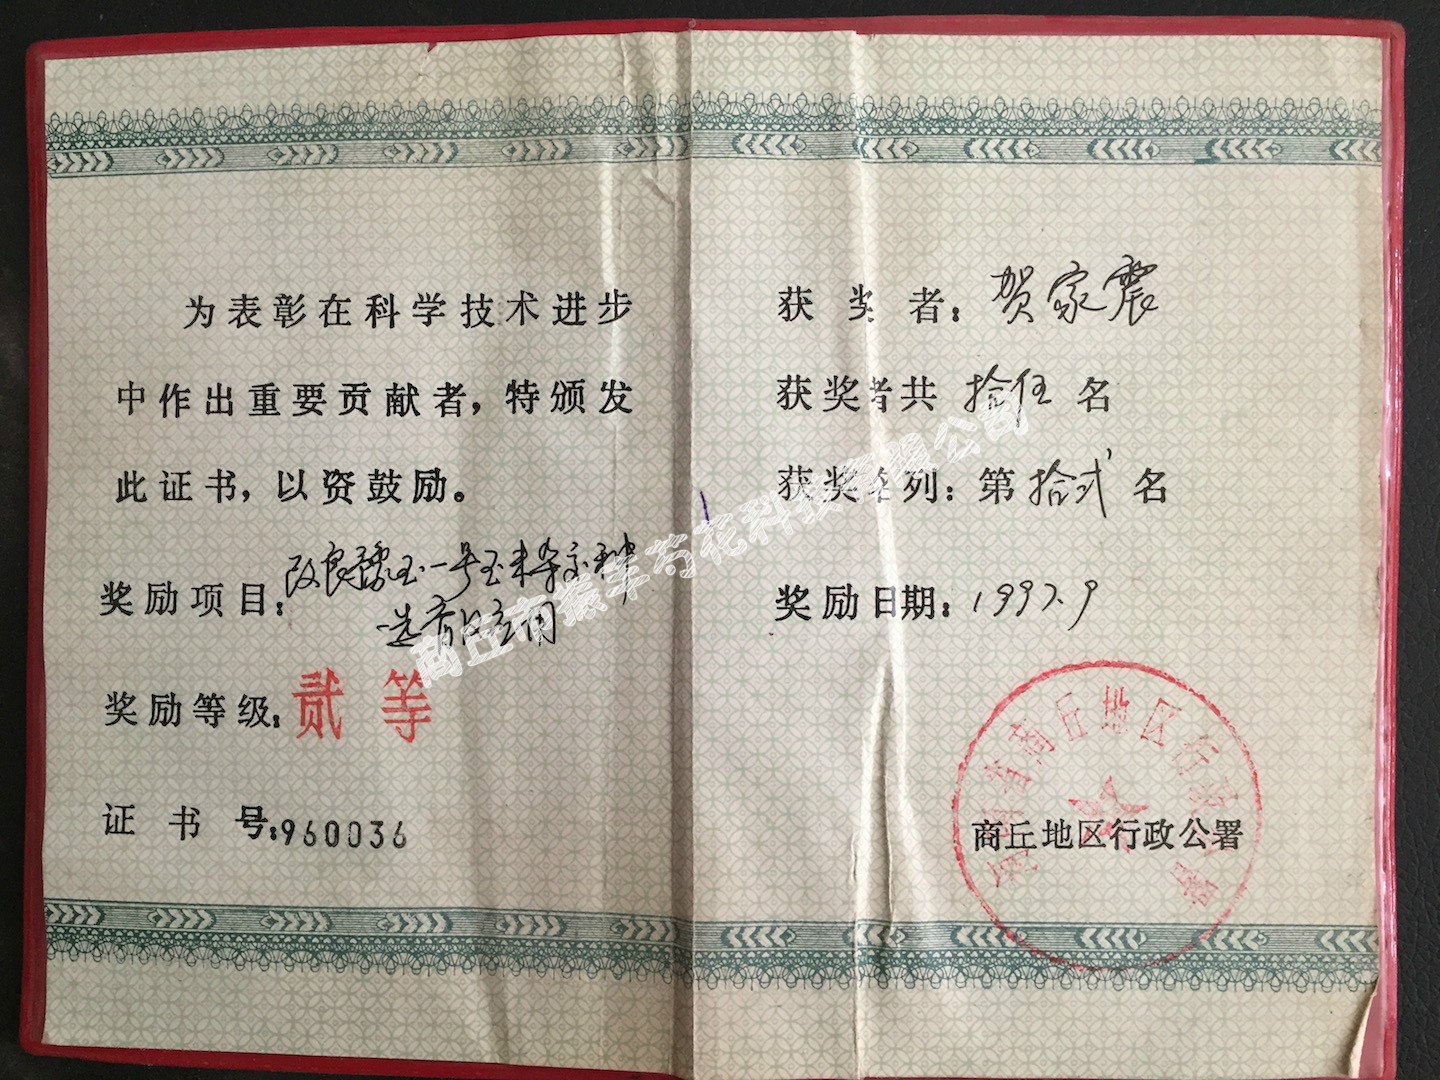 为表彰在科学技术进步
中作出重要贡献者，特颁发
此证书，以资鼓励。
奖励项目：改良豫玉一号玉米杂交种
选育及应用
奖励等级：贰等
证书号：960036
获奖者：贺家震
获奖者共拾伍名
获奖名列：第拾贰名
奖励日期：1997.9
河南省商丘地区行政公署
商丘地区行政公署
商丘市振丰芍花科技有限公司